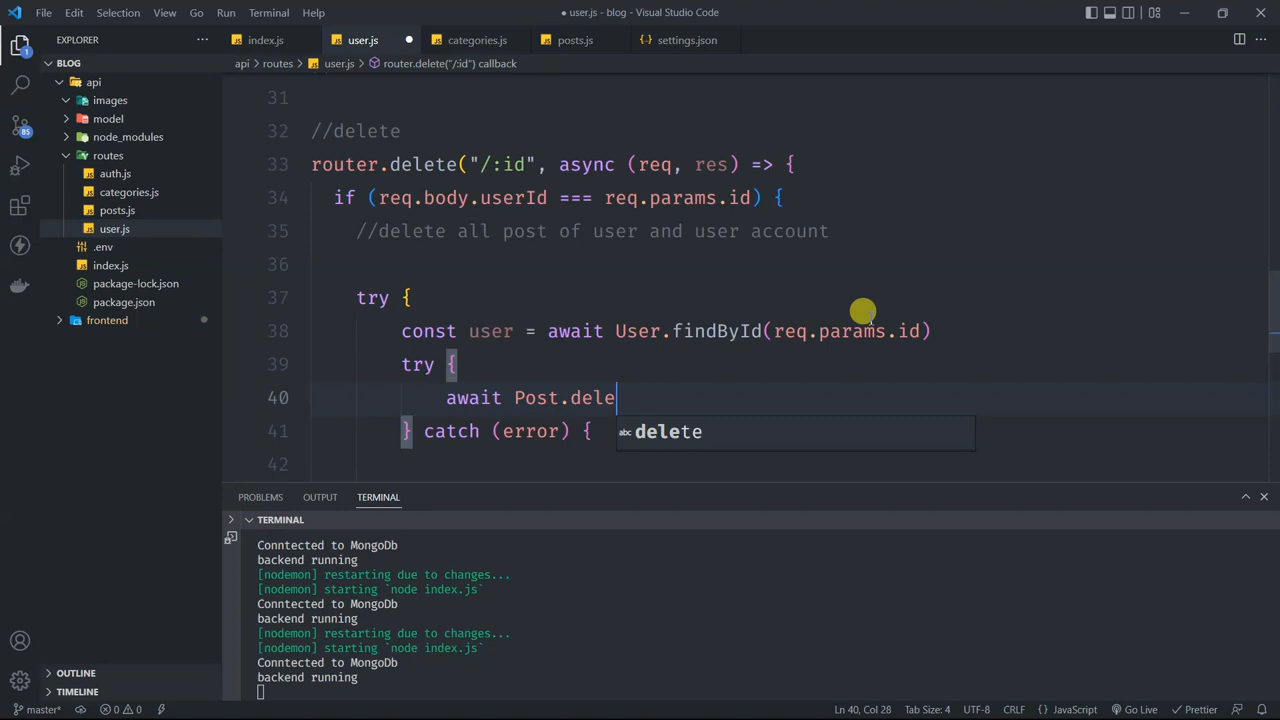 File Edit Selection View Go Run Terminal Help
● user.js - blog - Visual Studio Code
EXPLORER ...
index.js
user.js
categories.js
posts.js
settings.json
BLOG
api
images
model
node_modules
routes
auth.js
categories.js
posts.js
user.js
.env
index.js
package-lock.json
package.json
frontend
OUTLINE
TIMELINE
1
85
api > routes > user.js > router.delete("/:id") callback
31
32 //delete
33 router.delete("/:id", async (req, res) => {
34 if (req.body.userId === req.params.id) {
35 //delete all post of user and user account
36
37 try {
38 const user = await User.findById(req.params.id)
39 try {
40 await Post.dele
41 } catch (error) {
abc delete
42
PROBLEMS OUTPUT TERMINAL
TERMINAL
Conntected to MongoDb
backend running
[nodemon] restarting due to changes...
[nodemon] starting `node index.js`
Conntected to MongoDb
backend running
[nodemon] restarting due to changes...
[nodemon] starting `node index.js`
Conntected to MongoDb
backend running
master* 0 0 Ln 40, Col 28 Tab Size: 4 UTF-8 CRLF {} JavaScript Go Live Prettier